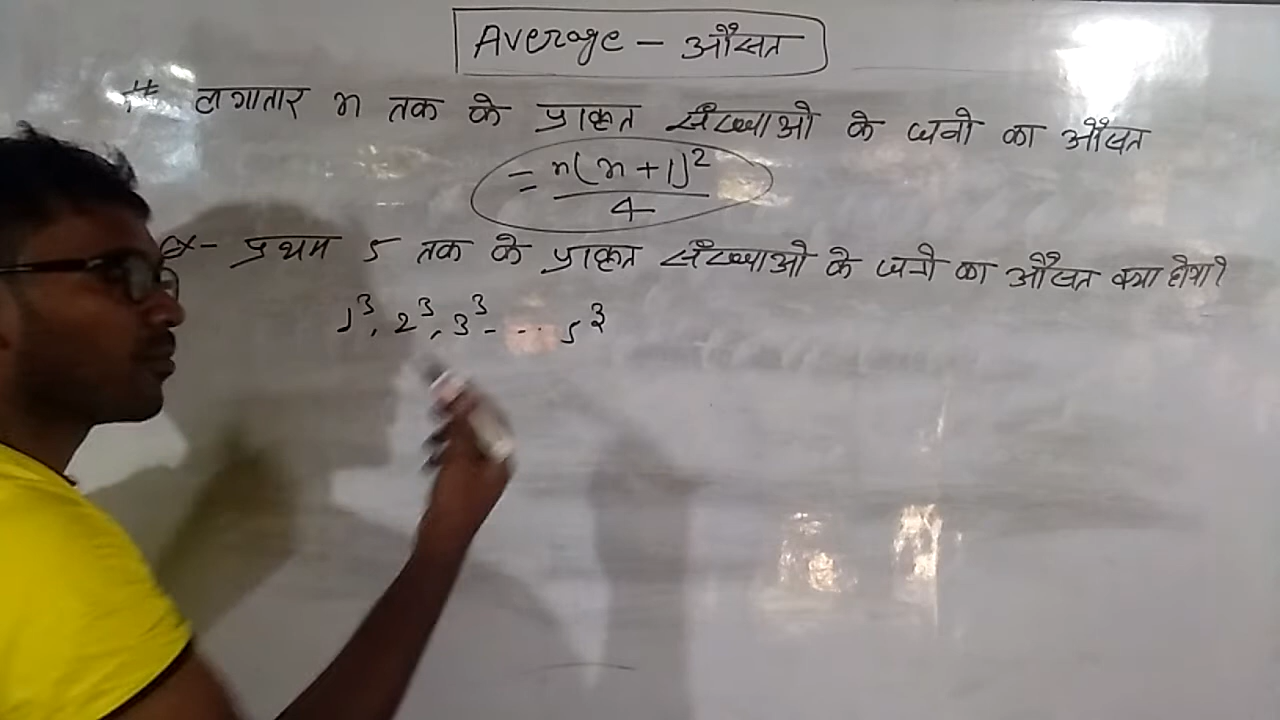 Average - औसत
# लगातार n तक के प्राकृत सँख्याओ के घनो का औसत
= n(n+1)² / 4
Ex- प्रथम 5 तक के प्राकृत सँख्याओ के घनो का औसत क्या होगा?
1³, 2³, 3³- -.. 5³